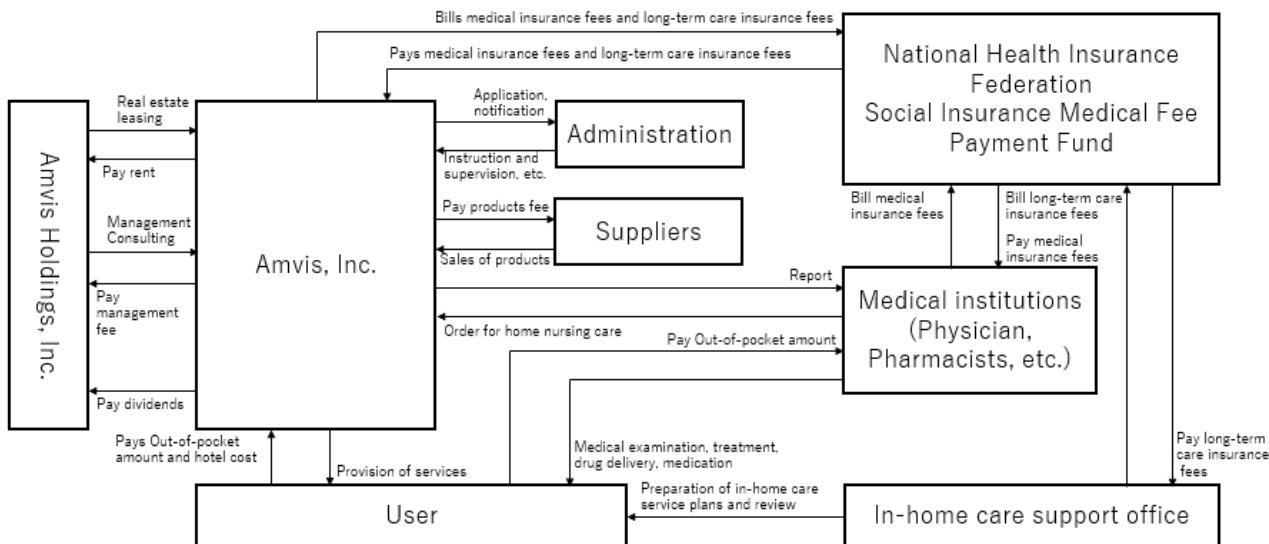 Bills medical insurance fees and long-term care insurance fees
Pays medical insurance fees and long-term care insurance fees
National Health Insurance
Federation
Social Insurance Medical Fee
Payment Fund
Real estate
leasing
Pay rent
Management
Consulting
Pay
management
fee
Pay dividends
Amvis Holdings, Inc.
Amvis, Inc.
Application,
notification
Administration
Instruction and
supervision, etc.
Pay products fee
Suppliers
Sales of products
Bill medical
insurance fees
Bill long-term care
insurance fees
Pay medical
insurance fees
Report
Order for home nursing care
Pay Out-of-pocket amount
Medical institutions
(Physician,
Pharmacists, etc.)
Pays Out-of-pocket
amount and hotel cost
Provision of services
Medical examination, treatment,
drug delivery, medication
Preparation of in-home care
service plans and review
Pay long-term
care insurance
fees
User
In-home care support office